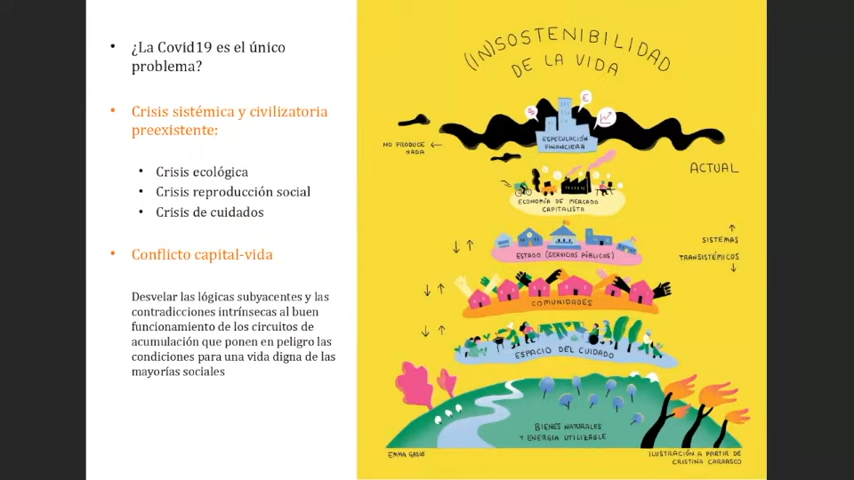 ¿La Covid19 es el único
problema?
Crisis sistémica y civilizatoria
preexistente:
Crisis ecológica
Crisis reproducción social
Crisis de cuidados
Conflicto capital-vida
Desvelar las lógicas subyacentes y las
contradicciones intrínsecas al buen
funcionamiento de los circuitos de
acumulación que ponen en peligro las
condiciones para una vida digna de las
mayorías sociales
(IN)SOSTENIBILIDAD
DE LA VIDA
$
€
ESPECULACIÓN
FINANCIERA
NO PRODUCE
NADA
ACTUAL
ECONOMÍA DE MERCADO
CAPITALISTA
SISTEMAS
TRANSISTÉMICOS
ESTADO (SERVICIOS PÚBLICOS)
COMUNIDADES
ESPACIO DEL CUIDADO
BIENES NATURALES
Y ENERGIA UTILIZABLE
EMMA GASCÓ
ILUSTRACIÓN A PARTIR DE
CRISTINA CARRASCO